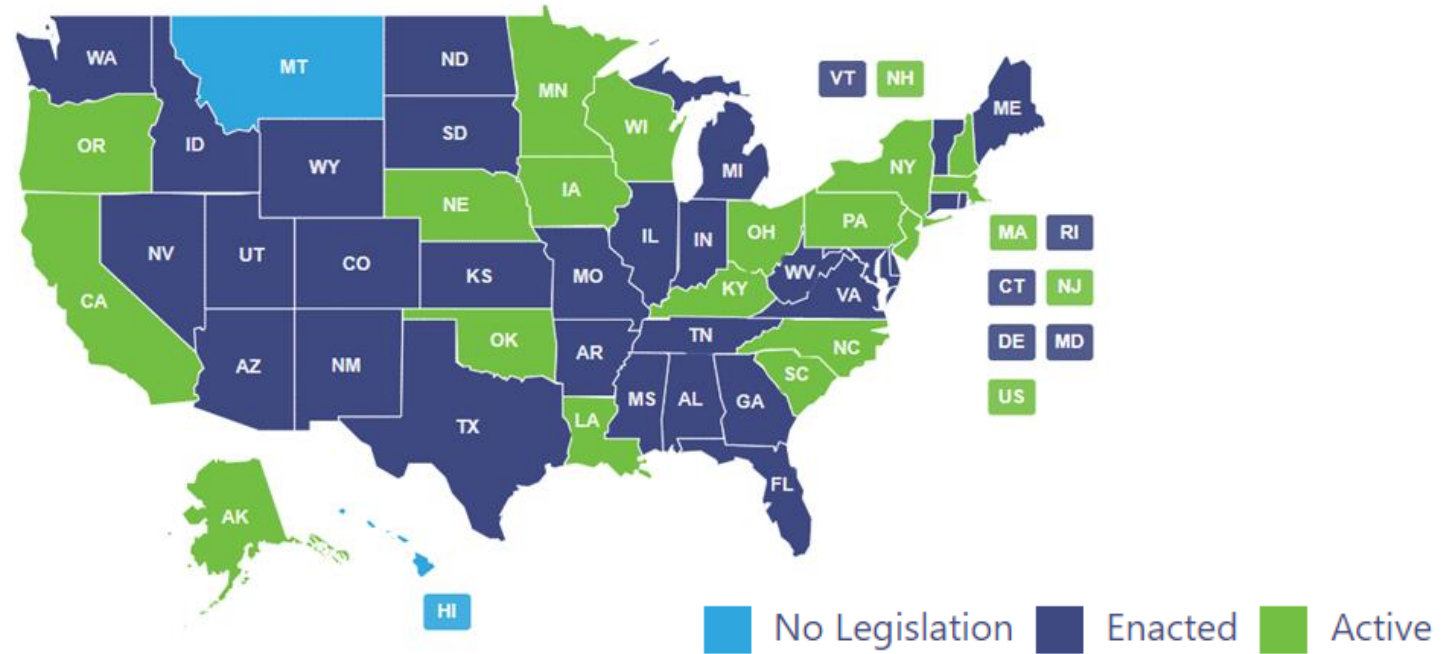 WA
MT
ND
MN
VT NH
ME
OR
ID
SD
WI
WY
MI
NY
NE
IA
PA
NV
UT
CO
KS
MO
IL
IN
OH
MA RI
WV
KY
VA
CT NJ
CA
AZ
NM
OK
AR
TN
NC
DE MD
SC
TX
LA
MS
AL
GA
US
FL
AK
HI
No Legislation Enacted Active